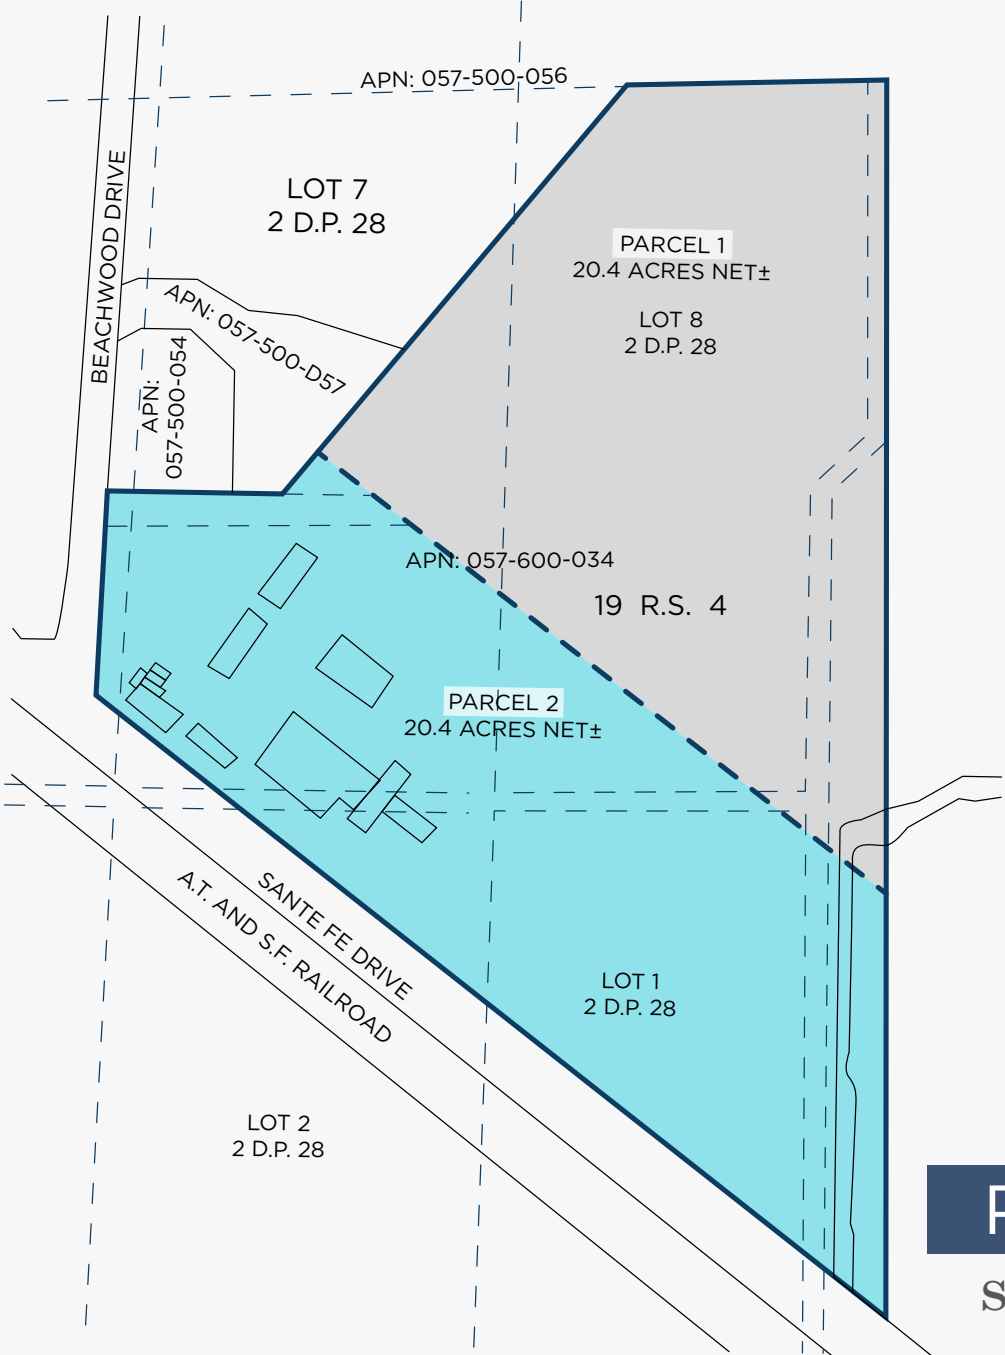 APN: 057-500-056
BEACHWOOD DRIVE
LOT 7
2 D.P. 28
PARCEL 1
20.4 ACRES NET±
LOT 8
2 D.P. 28
APN: 057-500-D57
APN:
057-500-054
APN: 057-600-034
19 R.S. 4
PARCEL 2
20.4 ACRES NET±
SANTE FE DRIVE
A.T. AND S.F. RAILROAD
LOT 1
2 D.P. 28
LOT 2
2 D.P. 28